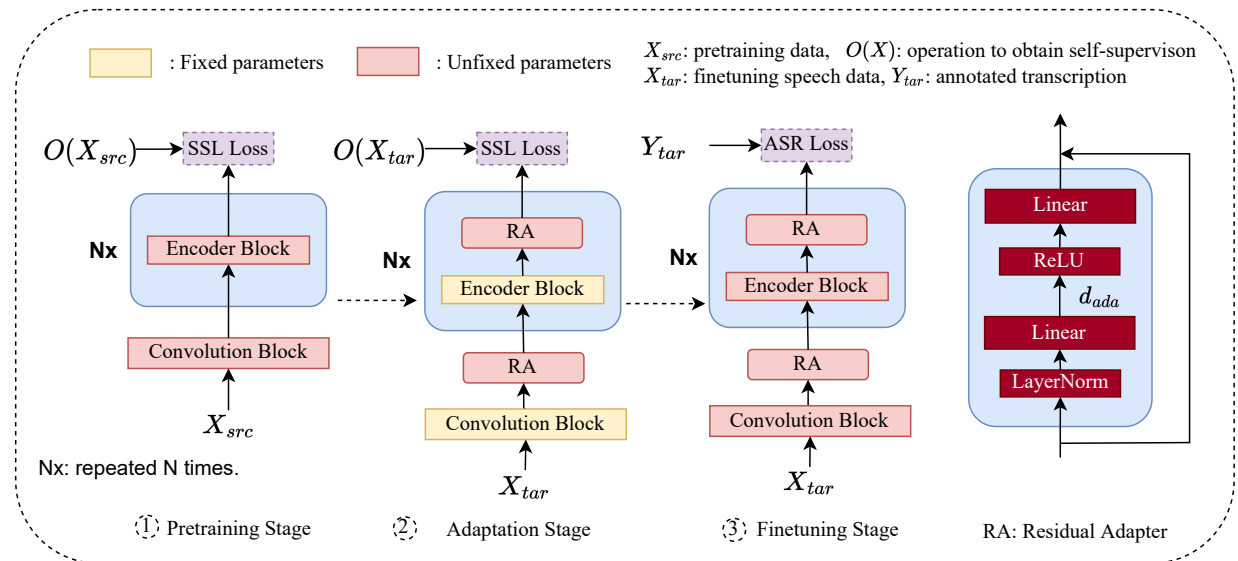 : Fixed parameters
: Unfixed parameters
X_src: pretraining data, O(X): operation to obtain self-supervison
X_tar: finetuning speech data, Y_tar: annotated transcription
O(X_src)
SSL Loss
Nx
Encoder Block
Convolution Block
X_src
Nx: repeated N times.
1 Pretraining Stage
O(X_tar)
SSL Loss
Nx
RA
Encoder Block
RA
Convolution Block
X_tar
2 Adaptation Stage
Y_tar
ASR Loss
Nx
RA
Encoder Block
RA
Convolution Block
X_tar
3 Finetuning Stage
Linear
ReLU
d_ada
Linear
LayerNorm
RA: Residual Adapter